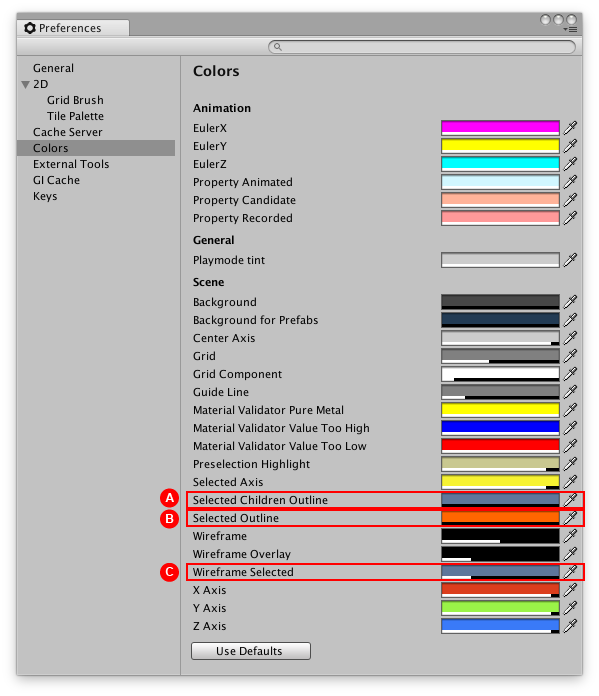 Preferences
General
2D
Grid Brush
Tile Palette
Cache Server
Colors
External Tools
GI Cache
Keys
Colors
Animation
EulerX
EulerY
EulerZ
Property Animated
Property Candidate
Property Recorded
General
Playmode tint
Scene
Background
Background for Prefabs
Center Axis
Grid
Grid Component
Guide Line
Material Validator Pure Metal
Material Validator Value Too High
Material Validator Value Too Low
Preselection Highlight
Selected Axis
A Selected Children Outline
B Selected Outline
Wireframe
Wireframe Overlay
C Wireframe Selected
X Axis
Y Axis
Z Axis
Use Defaults